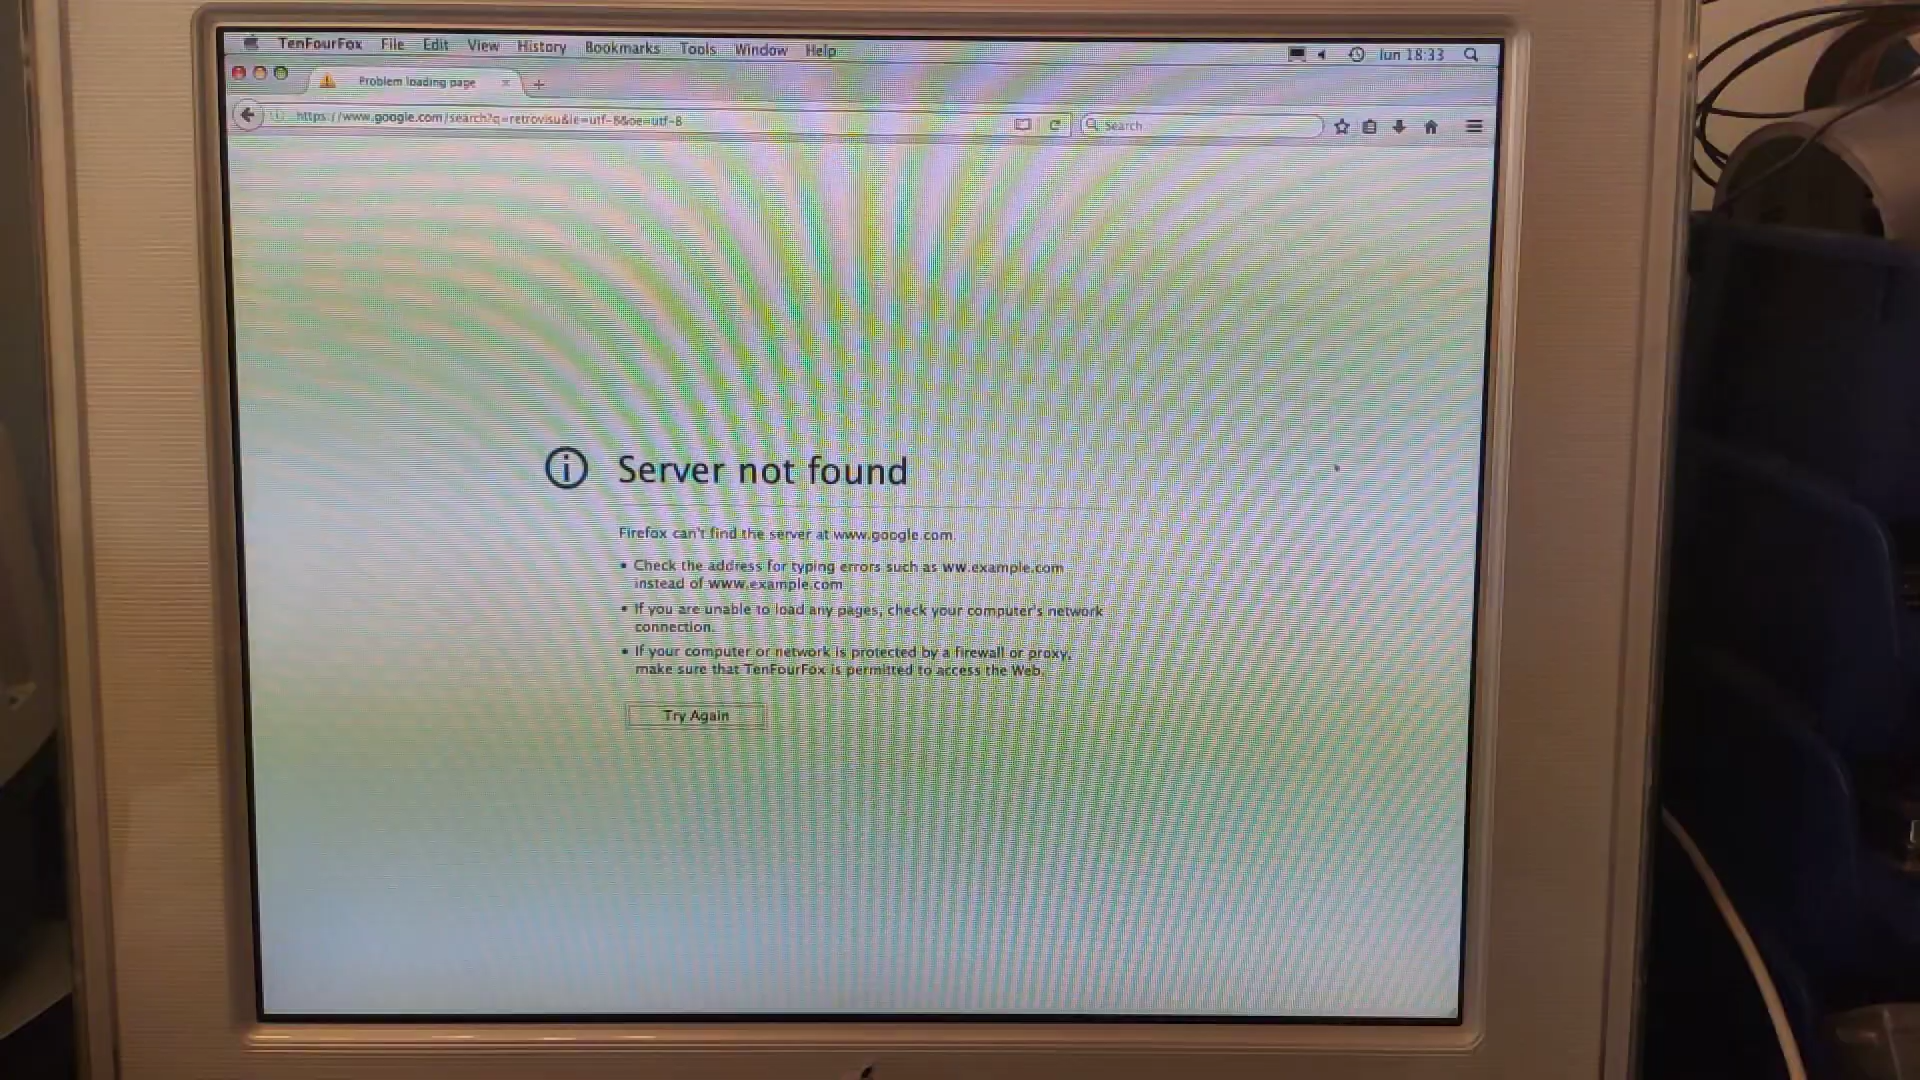 TenFourFox File Edit View History Bookmarks Tools Window Help lun 18:33
Problem loading page
https://www.google.com/search?q=retrovisu&ie=utf-8&oe=utf-8 Search
Server not found
Firefox can't find the server at www.google.com.
Check the address for typing errors such as ww.example.com
instead of www.example.com
If you are unable to load any pages, check your computer's network
connection.
If your computer or network is protected by a firewall or proxy,
make sure that TenFourFox is permitted to access the Web.
Try Again